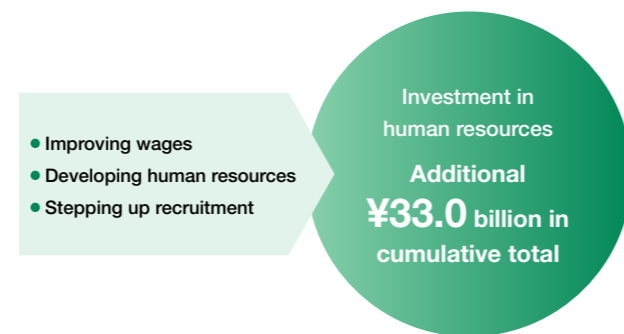 ● Improving wages
● Developing human resources
● Stepping up recruitment
Investment in
human resources
Additional
¥33.0 billion in
cumulative total